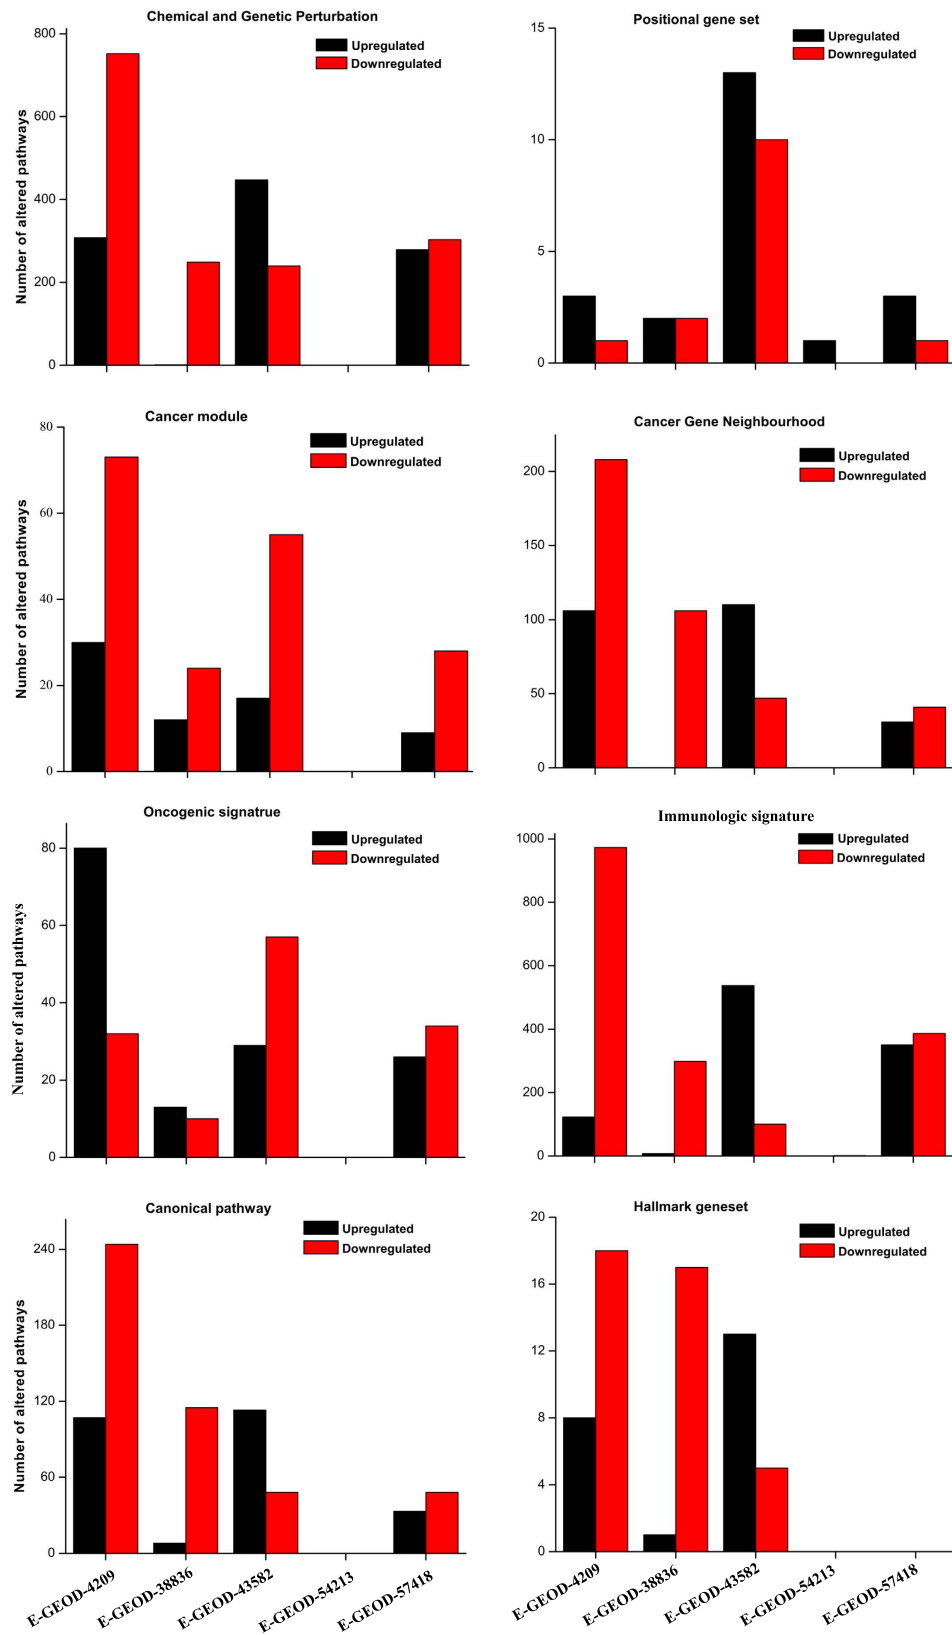 Chemical and Genetic Perturbation
Upregulated
Downregulated
Number of altered pathways
800
600
400
200
0
Positional gene set
Upregulated
Downregulated
15
10
5
0
Cancer module
Upregulated
Downregulated
Number of altered pathways
80
60
40
20
0
Cancer Gene Neighbourhood
Upregulated
Downregulated
200
150
100
50
0
Oncogenic signatrue
Upregulated
Downregulated
Number of altered pathways
80
60
40
20
0
Immunologic signature
Upregulated
Downregulated
1000
800
600
400
200
0
Canonical pathway
Upregulated
Downregulated
Number of altered pathways
240
180
120
60
0
E-GEOD-4209
E-GEOD-38836
E-GEOD-43582
E-GEOD-54213
E-GEOD-57418
Hallmark geneset
Upregulated
Downregulated
20
16
12
8
4
0
E-GEOD-4209
E-GEOD-38836
E-GEOD-43582
E-GEOD-54213
E-GEOD-57418